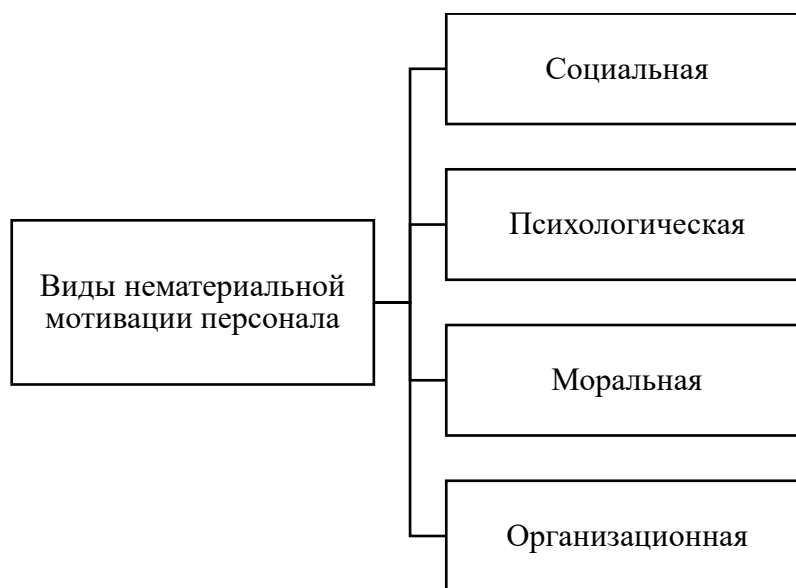 Социальная
Психологическая
Виды нематериальной
мотивации персонала
Моральная
Организационная